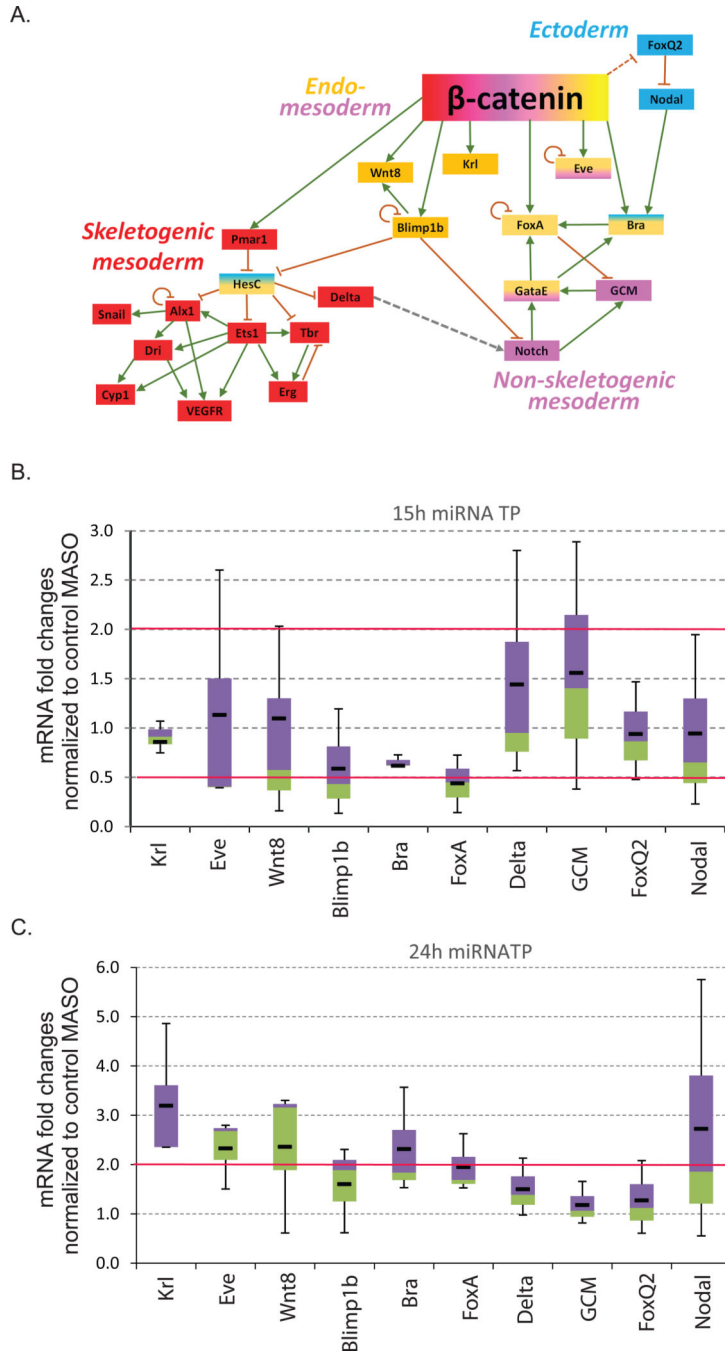 A.
Ectoderm
FoxQ2
Endo-
mesoderm
β-catenin
Nodal
Wnt8
Krl
Eve
Skeletogenic
mesoderm
Pmar1
Blimp1b
FoxA
Bra
HesC
Delta
GataE
GCM
Snail
Alx1
Ets1
Tbr
Dri
Notch
Cyp1
Erg
VEGFR
Non-skeletogenic
mesoderm
B.
15h miRNA TP
mRNA fold changes
normalized to control MASO
3.0
2.5
2.0
1.5
1.0
0.5
0.0
Krl
Eve
Wnt8
Blimp1b
Bra
FoxA
Delta
GCM
FoxQ2
Nodal
C.
24h miRNATP
mRNA fold changes
normalized to control MASO
6.0
5.0
4.0
3.0
2.0
1.0
0.0
Krl
Eve
Wnt8
Blimp1b
Bra
FoxA
Delta
GCM
FoxQ2
Nodal